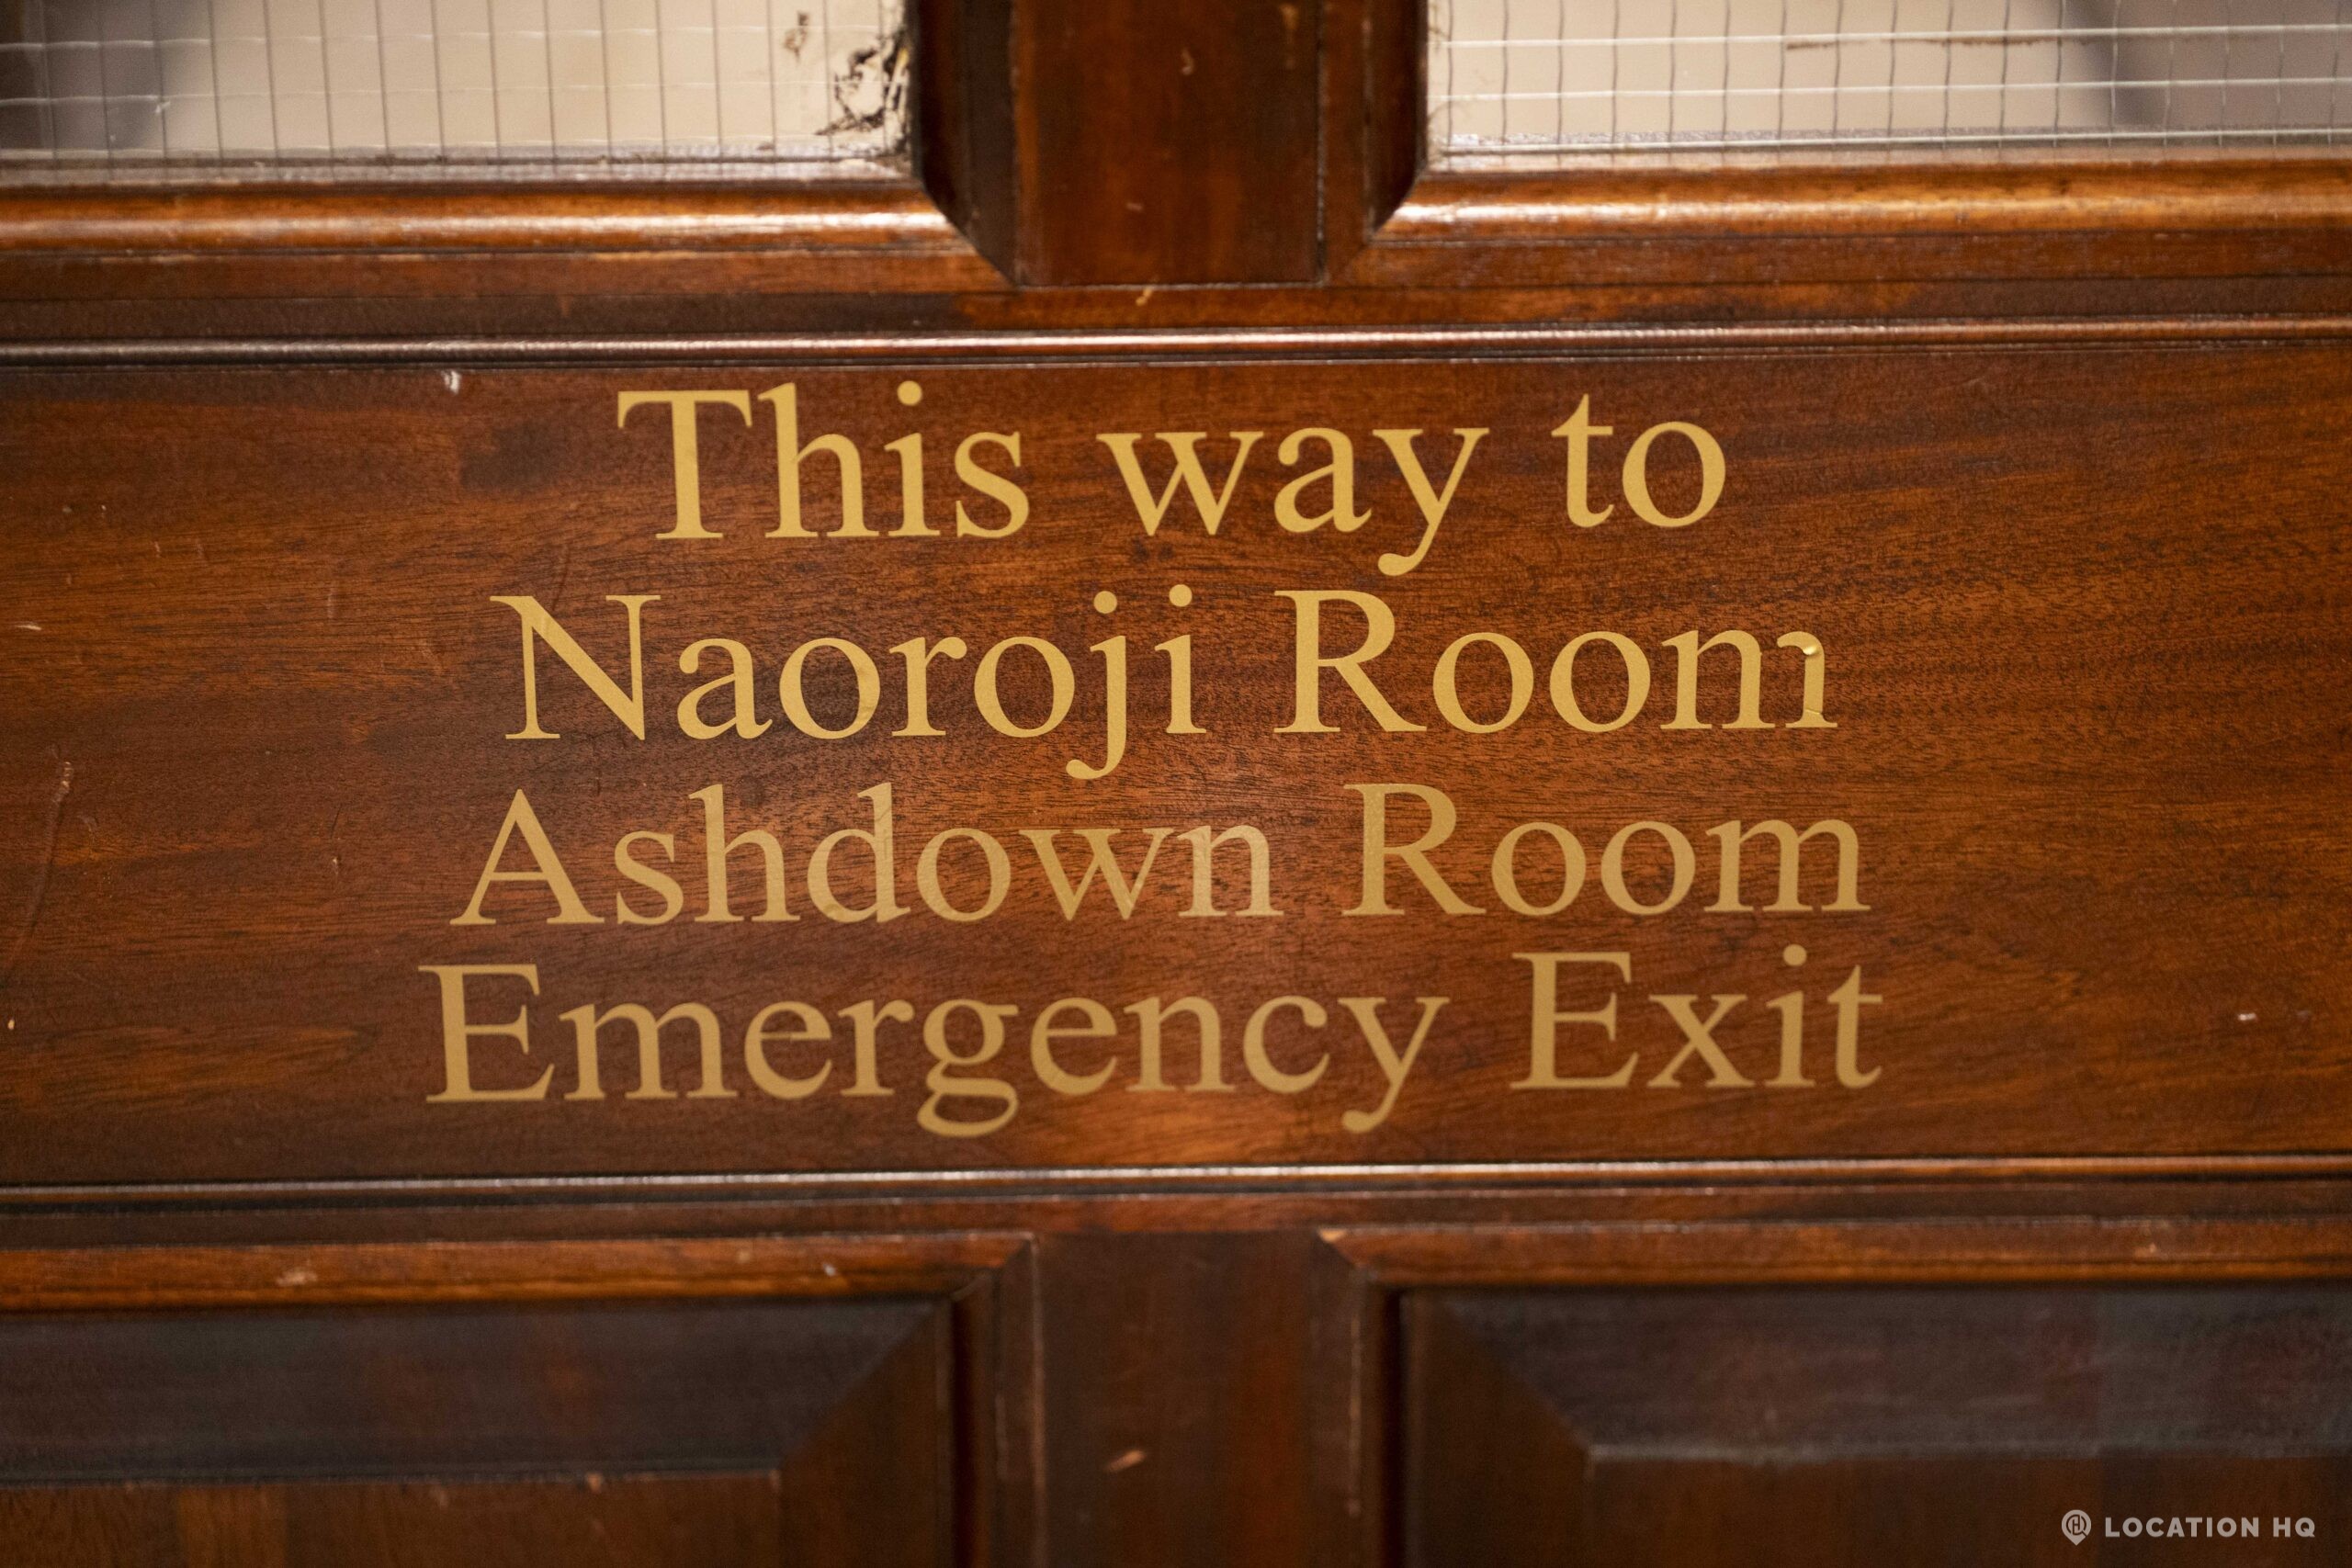 This way to
Naoroji Room
Ashdown Room
Emergency Exit
LOCATION HQ